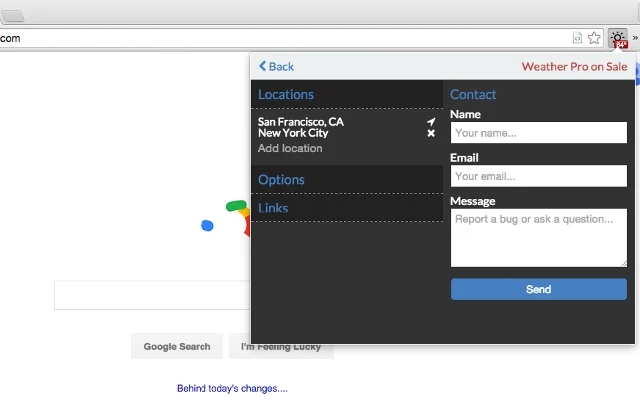 com
84°
»
Back
Weather Pro on Sale
Locations
San Francisco, CA
New York City
Add location
Options
Links
Contact
Name
Your name...
Email
Your email...
Message
Report a bug or ask a question...
Send
Google Search
I'm Feeling Lucky
Behind today's changes....